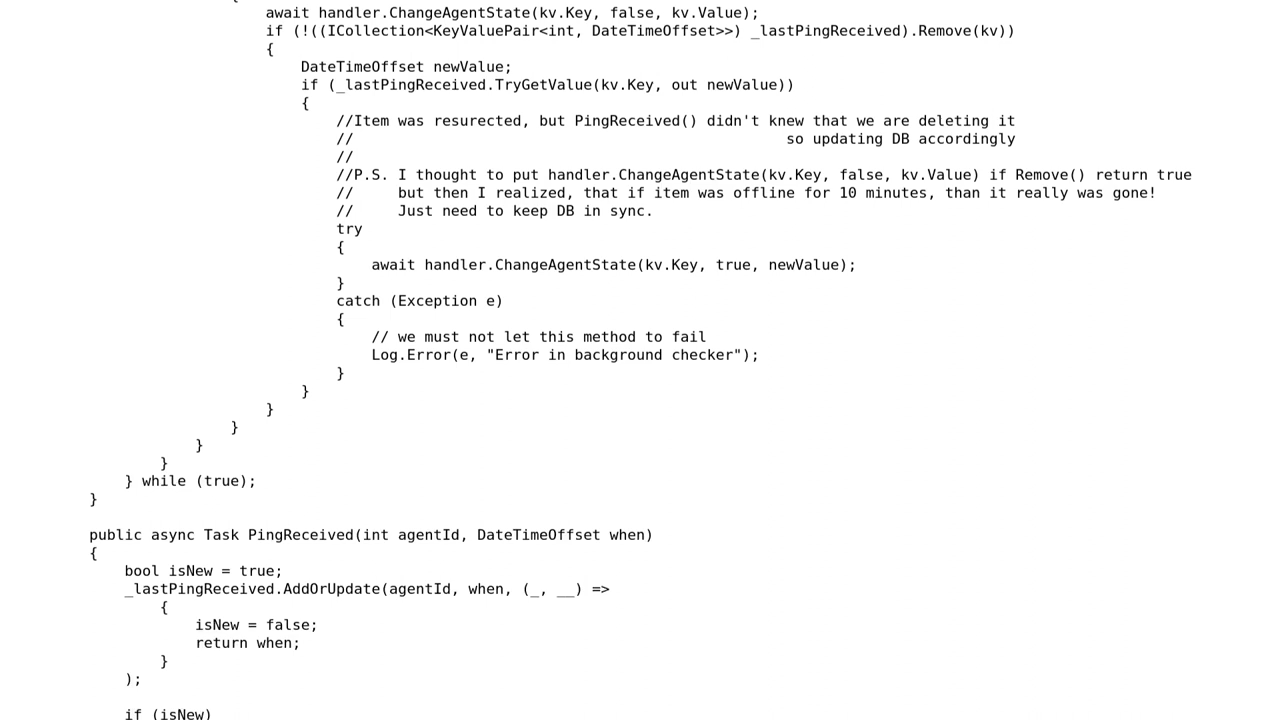 {
await handler.ChangeAgentState(kv.Key, false, kv.Value);
if (!((ICollection<KeyValuePair<int, DateTimeOffset>>) _lastPingReceived).Remove(kv))
{
DateTimeOffset newValue;
if (_lastPingReceived.TryGetValue(kv.Key, out newValue))
{
//Item was resurected, but PingReceived() didn't knew that we are deleting it
// so updating DB accordingly
//
//P.S. I thought to put handler.ChangeAgentState(kv.Key, false, kv.Value) if Remove() return true
// but then I realized, that if item was offline for 10 minutes, than it really was gone!
// Just need to keep DB in sync.
try
{
await handler.ChangeAgentState(kv.Key, true, newValue);
}
catch (Exception e)
{
// we must not let this method to fail
Log.Error(e, "Error in background checker");
}
}
}
}
}
}
} while (true);
}
public async Task PingReceived(int agentId, DateTimeOffset when)
{
bool isNew = true;
_lastPingReceived.AddOrUpdate(agentId, when, (_, __) =>
{
isNew = false;
return when;
}
);
if (isNew)